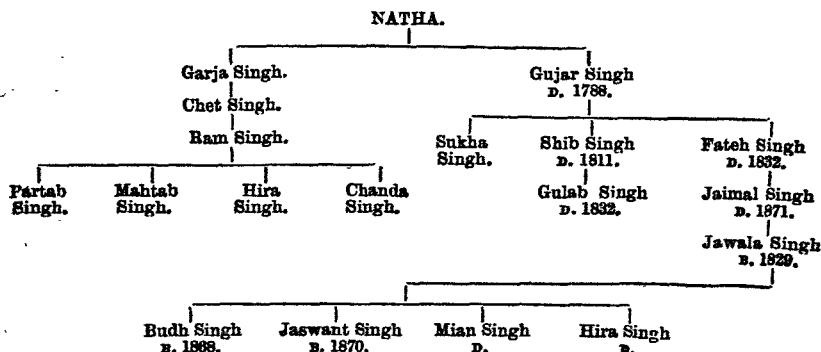 NATHA.
Garja Singh.
Gujar Singh
D. 1788.
Chet Singh.
Ram Singh.
Sukha
Singh.
Shib Singh
D. 1811.
Fateh Singh
D. 1832.
Partab
Singh.
Mahtab
Singh.
Hira
Singh.
Chanda
Singh.
Gulab Singh
D. 1832.
Jaimal Singh
D. 1871.
Jawala Singh
B. 1829.
Budh Singh
B. 1868.
Jaswant Singh
B. 1870.
Mian Singh
D.
Hira Singh